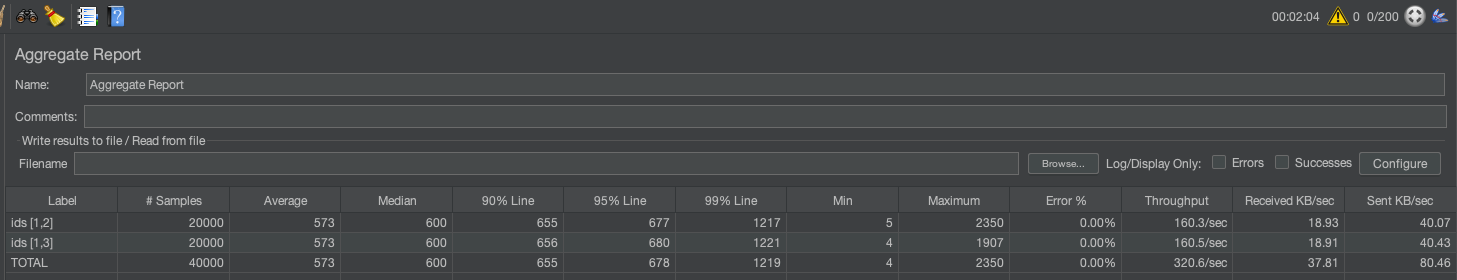 00:02:04 0 0/200
Aggregate Report
Name: Aggregate Report
Comments:
Write results to file / Read from file
Filename Browse... Log/Display Only: Errors Successes Configure
Label # Samples Average Median 90% Line 95% Line 99% Line Min Maximum Error % Throughput Received KB/sec Sent KB/sec
ids [1,2] 20000 573 600 655 677 1217 5 2350 0.00% 160.3/sec 18.93 40.07
ids [1,3] 20000 573 600 656 680 1221 4 1907 0.00% 160.5/sec 18.91 40.43
TOTAL 40000 573 600 655 678 1219 4 2350 0.00% 320.6/sec 37.81 80.46